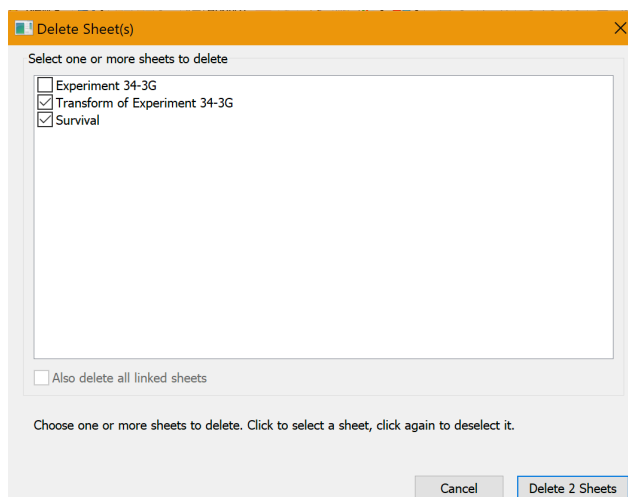 Delete Sheet(s)
Select one or more sheets to delete
Experiment 34-3G
Transform of Experiment 34-3G
Survival
Also delete all linked sheets
Choose one or more sheets to delete. Click to select a sheet, click again to deselect it.
Cancel
Delete 2 Sheets